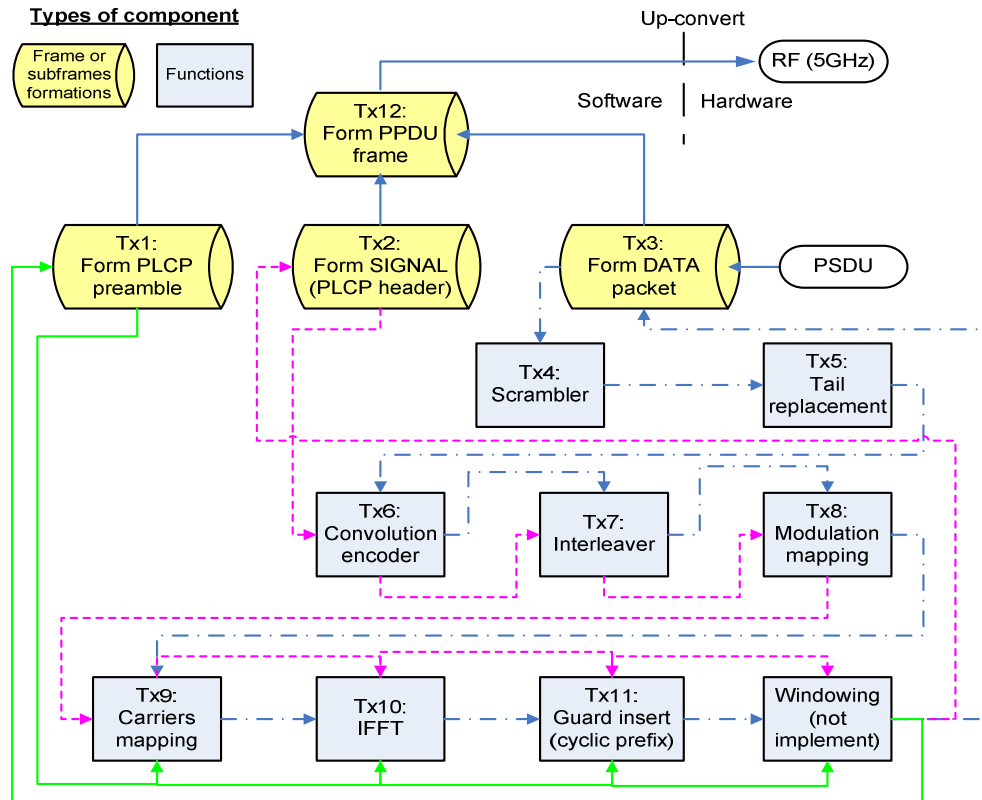 Types of component
Frame or
subframes
formations
Functions
Up-convert
RF (5GHz)
Software
Hardware
Tx12:
Form PPDU
frame
Tx1:
Form PLCP
preamble
Tx2:
Form SIGNAL
(PLCP header)
Tx3:
Form DATA
packet
PSDU
Tx4:
Scrambler
Tx5:
Tail
replacement
Tx6:
Convolution
encoder
Tx7:
Interleaver
Tx8:
Modulation
mapping
Tx9:
Carriers
mapping
Tx10:
IFFT
Tx11:
Guard insert
(cyclic prefix)
Windowing
(not
implement)